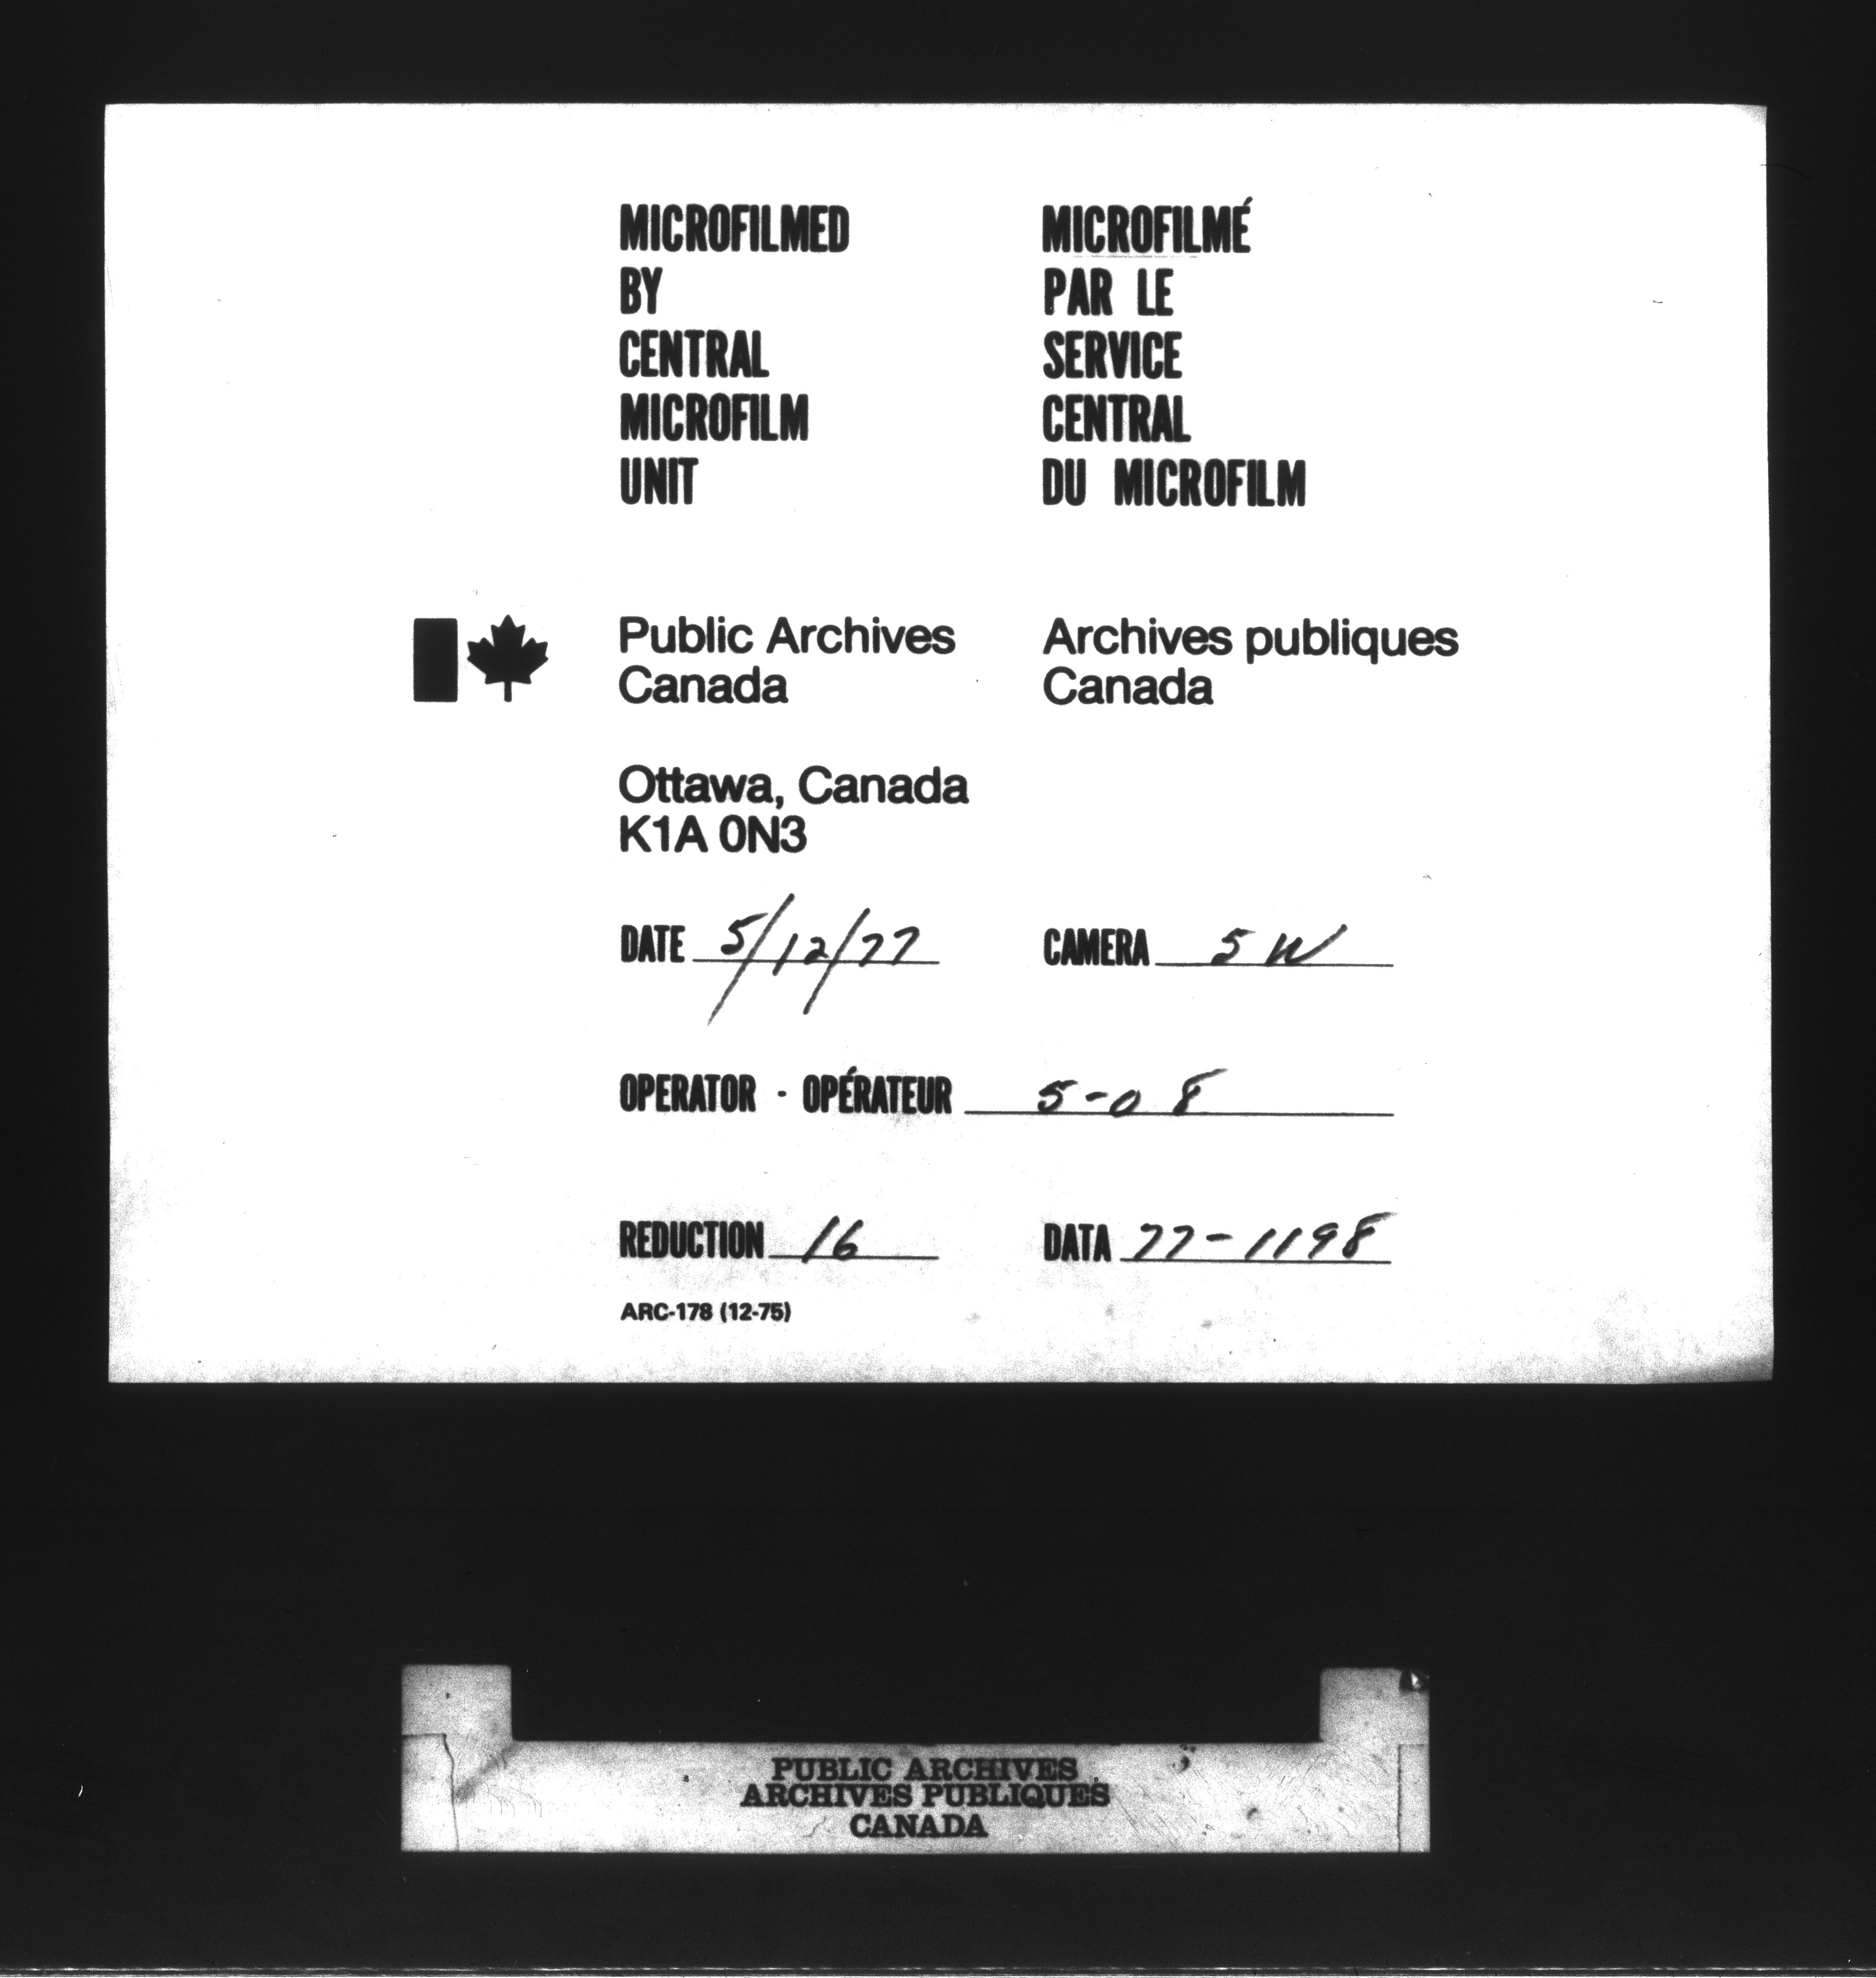 MICROFILMED
BY
CENTRAL
MICROFILM
UNIT
MICROFILMÉ
PAR LE
SERVICE
CENTRAL
DU MICROFILM
Public Archives
Canada
Archives publiques
Canada
Ottawa, Canada
K1A 0N3
DATE 5/12/77
CAMERA 5 W
OPERATOR - OPÉRATEUR 5-08
REDUCTION 16
DATA 77-1198
ARC-178 (12-75)
PUBLIC ARCHIVES
ARCHIVES PUBLIQUES
CANADA